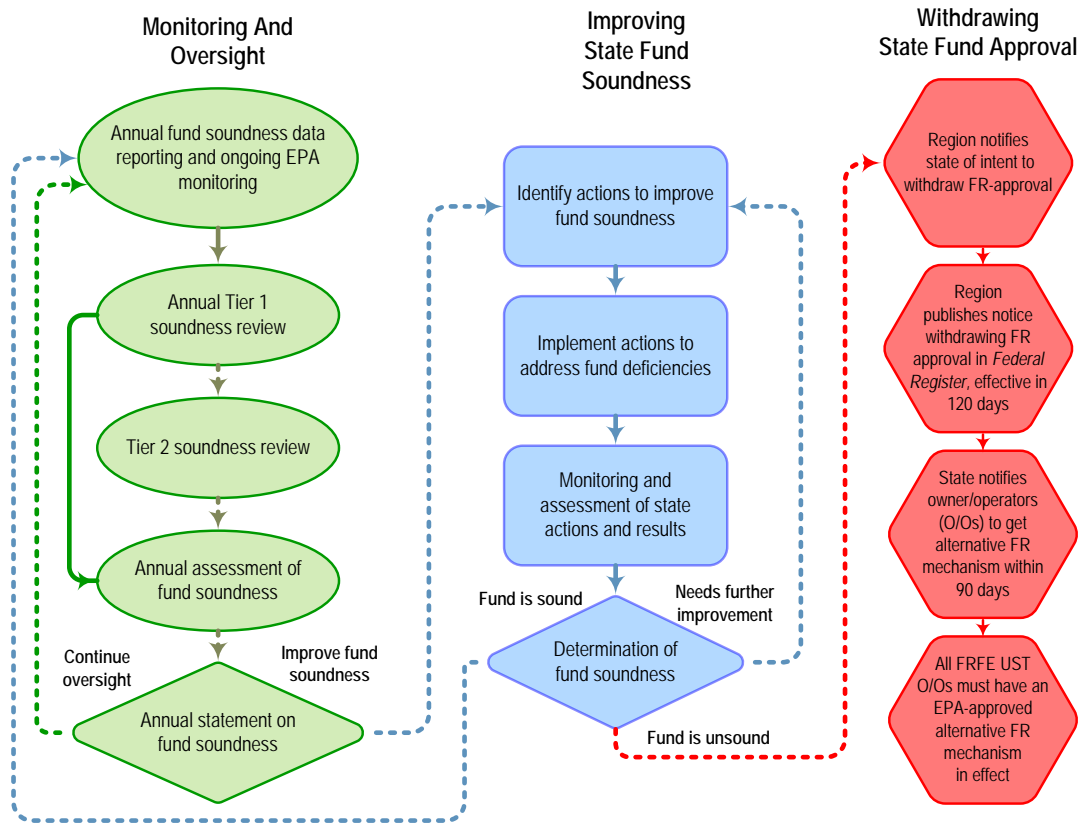 Monitoring And
Oversight
Annual fund soundness data
reporting and ongoing EPA
monitoring
Annual Tier 1
soundness review
Tier 2 soundness review
Annual assessment of
fund soundness
Continue
oversight
Improve fund
soundness
Annual statement on
fund soundness
Improving
State Fund
Soundness
Identify actions to improve
fund soundness
Implement actions to
address fund deficiencies
Monitoring and
assessment of state
actions and results
Fund is sound
Needs further
improvement
Determination of
fund soundness
Fund is unsound
Withdrawing
State Fund Approval
Region notifies
state of intent to
withdraw FR-approval
Region
publishes notice
withdrawing FR
approval in Federal
Register, effective in
120 days
State notifies
owner/operators
(O/Os) to get
alternative FR
mechanism within
90 days
All FRFE UST
O/Os must have an
EPA-approved
alternative FR
mechanism
in effect